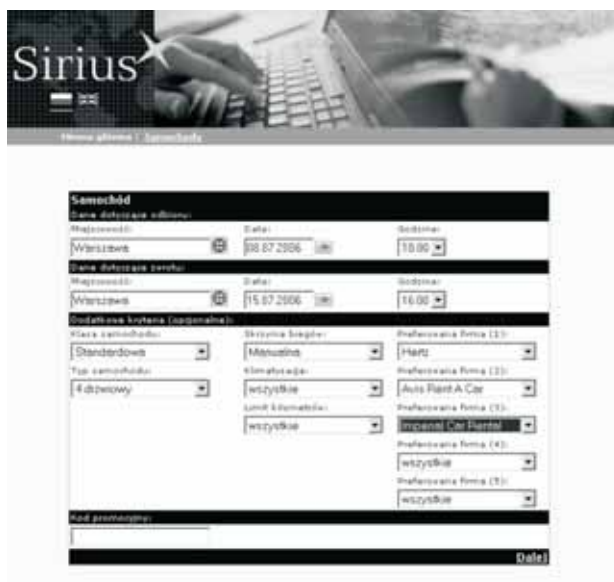 Sirius
Strona główna | Samochody
Samochód
Dane dotyczące odbioru:
Miejscowość: Data: Godzina:
Warszawa 08.07.2006 10:00
Dane dotyczące zwrotu:
Miejscowość: Data: Godzina:
Warszawa 15.07.2006 16:00
Dodatkowe kryteria (opcjonalne):
Klasa samochodu: Skrzynia biegów: Preferowana firma (1):
Standardowa Manualna Hertz
Typ samochodu: Klimatyzacja: Preferowana firma (2):
4 drzwiowy wszystkie Avis Rent A Car
Limit kilometrów: Preferowana firma (3):
wszystkie Imperial Car Rental
Preferowana firma (4):
wszystkie
Preferowana firma (5):
wszystkie
Kod promocyjny:
Dalej